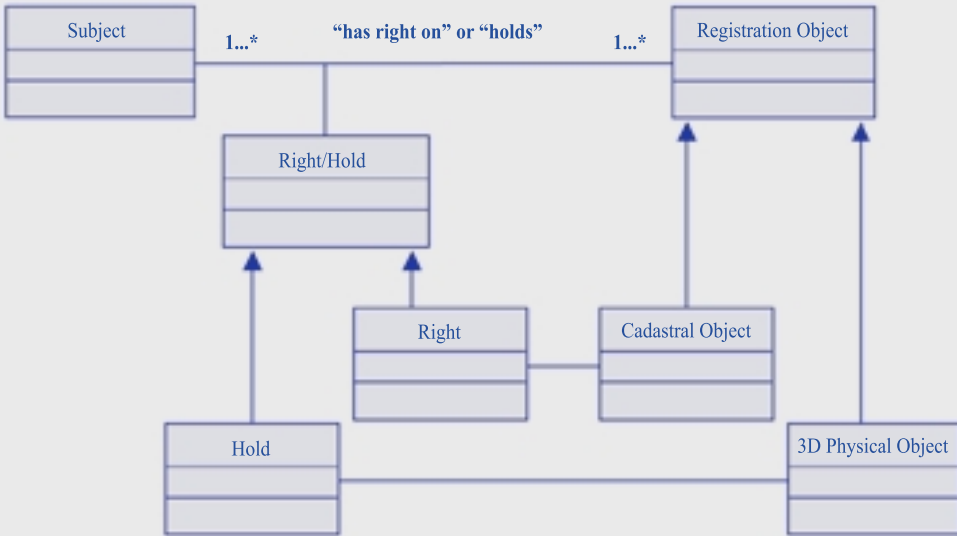 Subject
1...*
“has right on” or “holds”
1...*
Registration Object
Right/Hold
Right
Cadastral Object
Hold
3D Physical Object